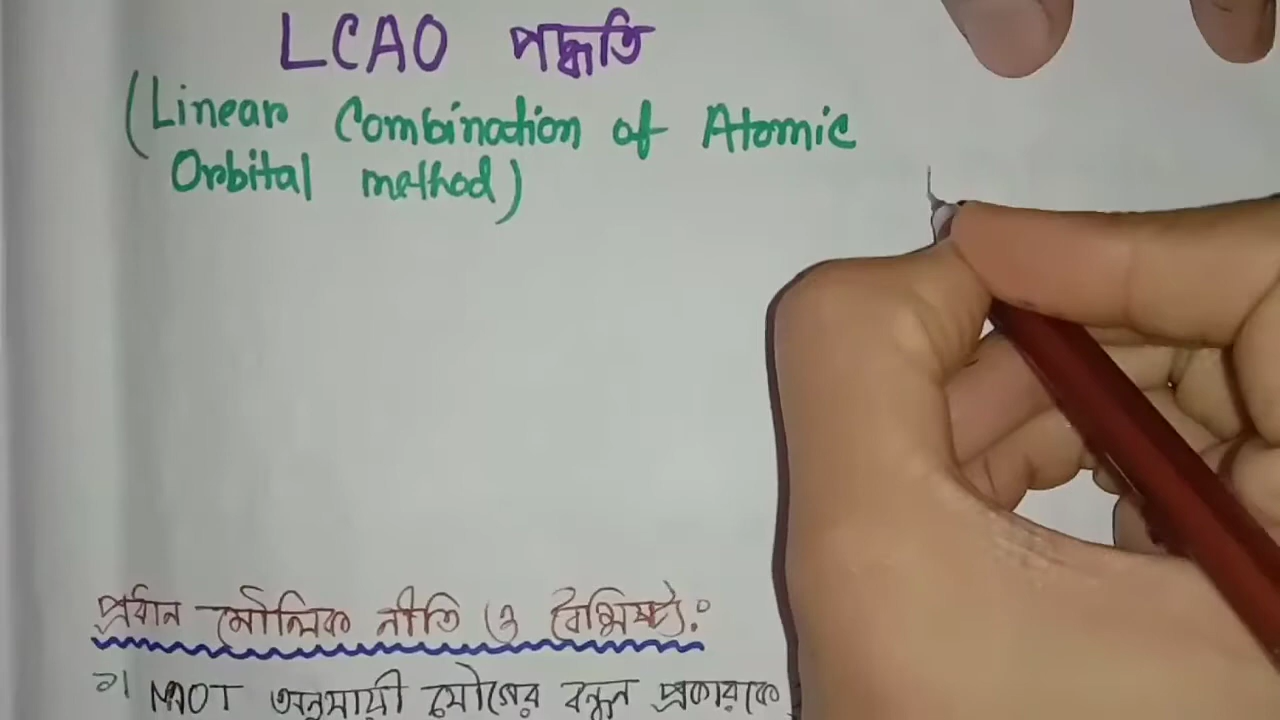 LCAO পদ্ধতি
(Linear Combination of Atomic
Orbital method)
প্রধান মৌলিক নীতি ও বৈশিষ্ট্য:
১। MOT অনুযায়ী যৌগের বন্ধন প্রকারকে